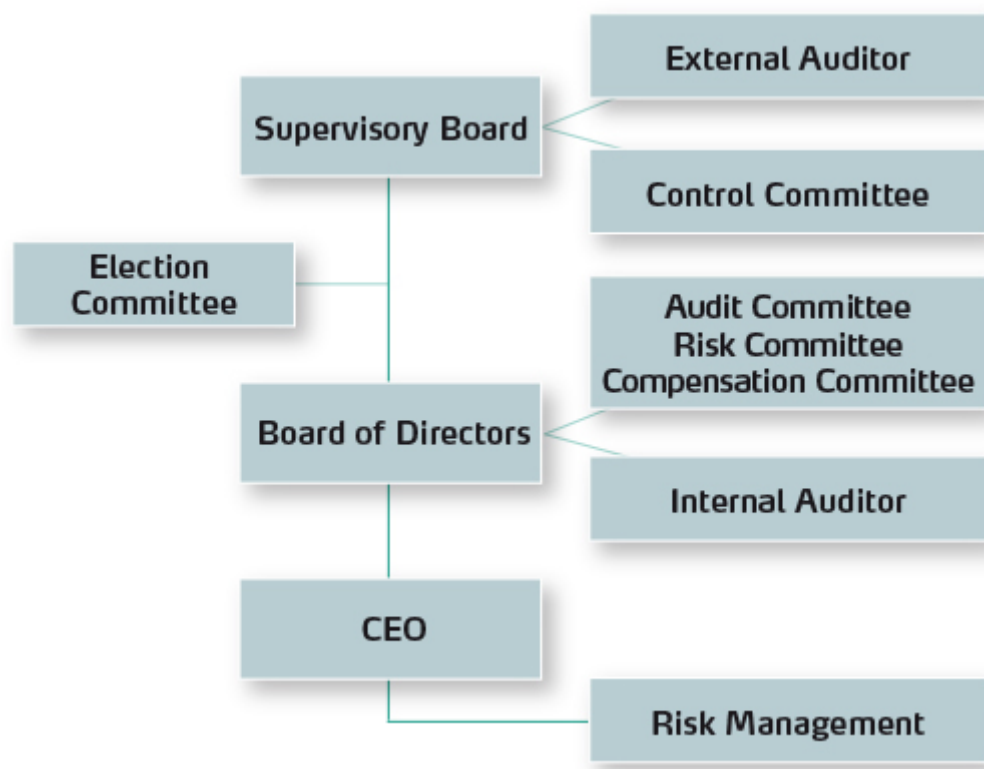 External Auditor
Supervisory Board
Control Committee
Election
Committee
Audit Committee
Risk Committee
Compensation Committee
Board of Directors
Internal Auditor
CEO
Risk Management